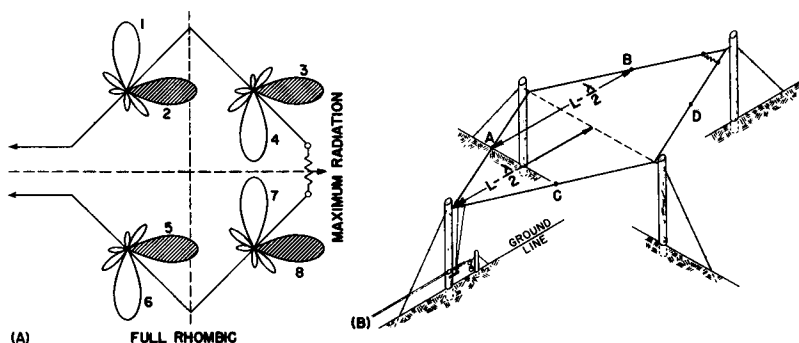 1
2
3
4
MAXIMUM RADIATION
5
6
7
8
(A)
FULL RHOMBIC
A
B
C
D
L-λ/2
L-λ/2
GROUND LINE
(B)